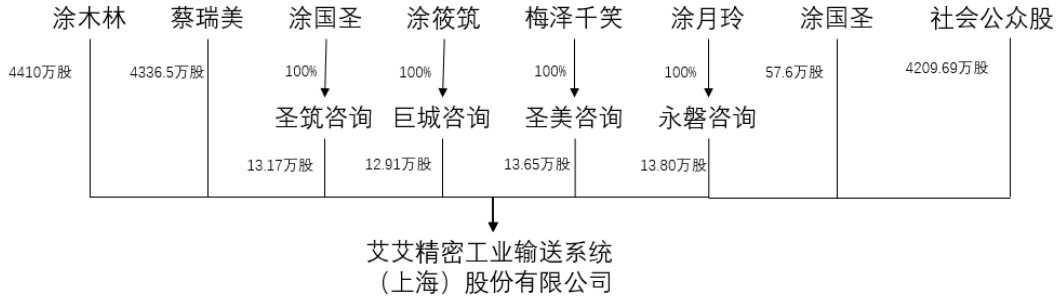 涂木林 蔡瑞美 涂国圣 涂筱筑 梅泽千笑 涂月玲 涂国圣 社会公众股
4410万股 4336.5万股 100% 100% 100% 100% 57.6万股 4209.69万股
圣筑咨询 巨城咨询 圣美咨询 永磐咨询
13.17万股 12.91万股 13.65万股 13.80万股
艾艾精密工业输送系统
（上海）股份有限公司